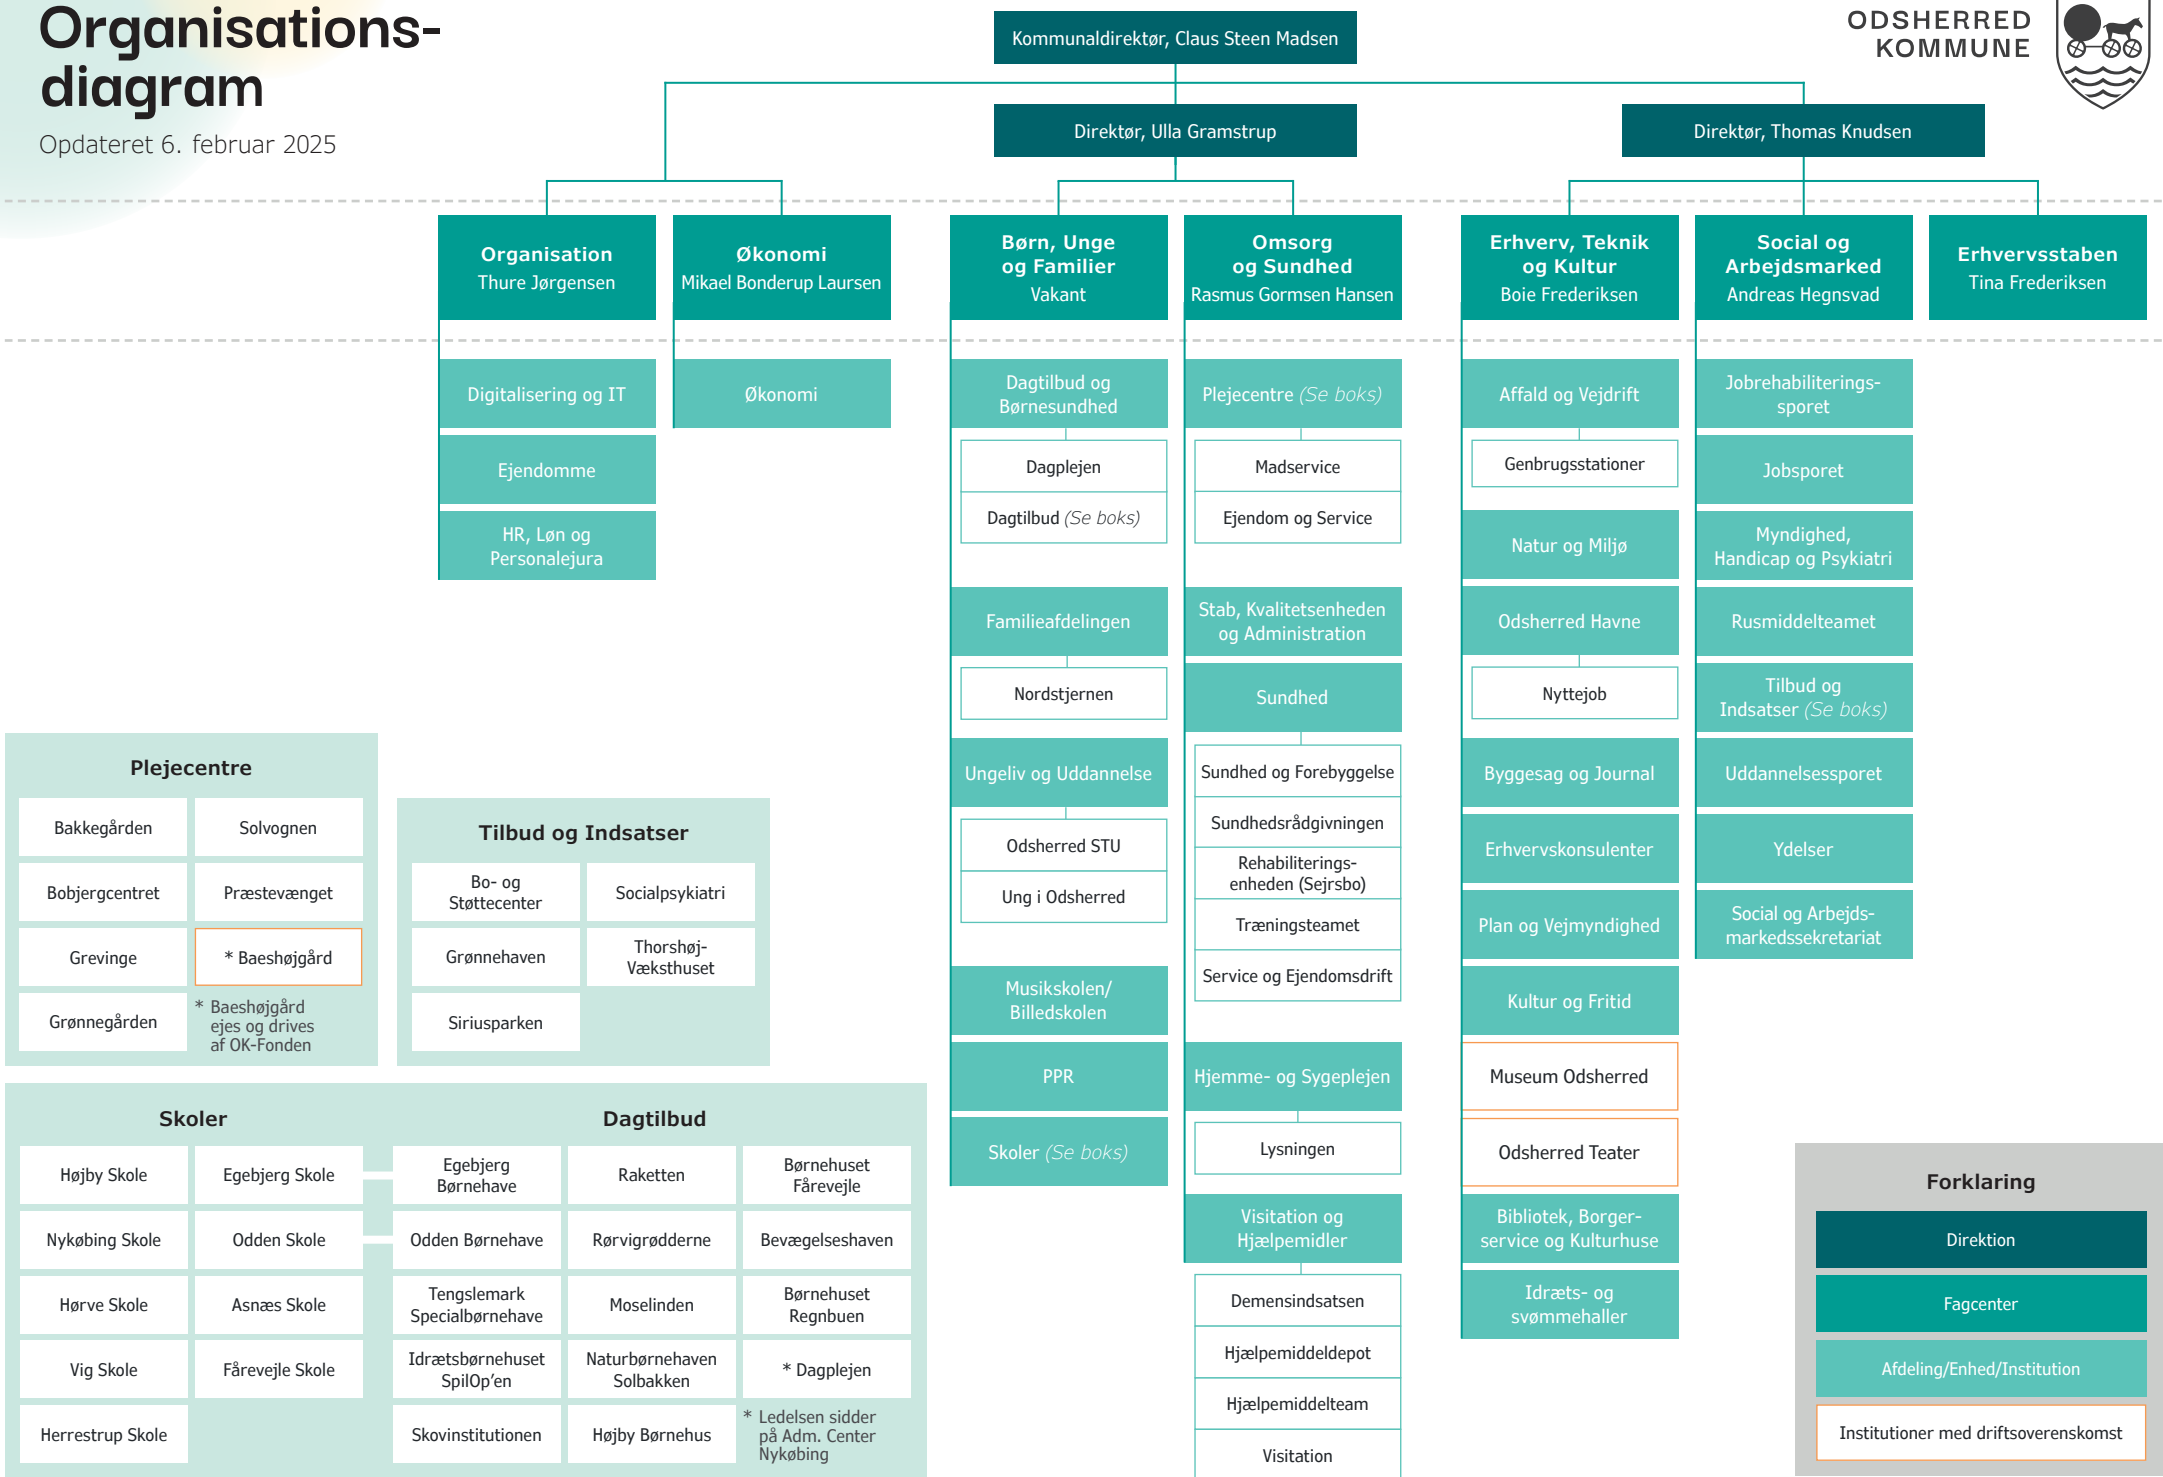 Organisations-
diagram
Opdateret 6. februar 2025
Kommunaldirektør, Claus Steen Madsen
ODSHERRED
KOMMUNE
Direktør, Ulla Gramstrup
Direktør, Thomas Knudsen
Organisation
Thure Jørgensen
Økonomi
Mikael Bonderup Laursen
Børn, Unge
og Familier
Vakant
Omsorg
og Sundhed
Rasmus Gormsen Hansen
Erhverv, Teknik
og Kultur
Boie Frederiksen
Social og
Arbejdsmarked
Andreas Hegnsvad
Erhvervsstaben
Tina Frederiksen
Digitalisering og IT
Ejendomme
HR, Løn og
Personalejura
Økonomi
Dagtilbud og
Børnesundhed
Dagplejen
Dagtilbud (Se boks)
Familieafdelingen
Nordstjernen
Ungeliv og Uddannelse
Odsherred STU
Ung i Odsherred
Musikskolen/
Billedskolen
PPR
Skoler (Se boks)
Plejecentre (Se boks)
Madservice
Ejendom og Service
Stab, Kvalitetsenheden
og Administration
Sundhed
Sundhed og Forebyggelse
Sundhedsrådgivningen
Rehabiliterings-
enheden (Sejrsbo)
Træningsteamet
Service og Ejendomsdrift
Hjemme- og Sygeplejen
Lysningen
Visitation og
Hjælpemidler
Demensindsatsen
Hjælpemiddeldepot
Hjælpemiddelteam
Visitation
Affald og Vejdrift
Genbrugsstationer
Natur og Miljø
Odsherred Havne
Nyttejob
Byggesag og Journal
Erhvervskonsulenter
Plan og Vejmyndighed
Kultur og Fritid
Museum Odsherred
Odsherred Teater
Bibliotek, Borger-
service og Kulturhuse
Idræts- og
svømmehaller
Jobrehabiliterings-
sporet
Jobsporet
Myndighed,
Handicap og Psykiatri
Rusmiddelteamet
Tilbud og
Indsatser (Se boks)
Uddannelsessporet
Ydelser
Social og Arbejds-
markedssekretariat
Plejecentre
Bakkegården
Solvognen
Bobjergcentret
Præstevænget
Grevinge
* Baeshøjgård
Grønnegården
* Baeshøjgård
ejes og drives
af OK-Fonden
Tilbud og Indsatser
Bo- og
Støttecenter
Socialpsykiatri
Grønnehaven
Thorshøj-
Væksthuset
Siriusparken
Skoler
Højby Skole
Egebjerg Skole
Nykøbing Skole
Odden Skole
Hørve Skole
Asnæs Skole
Vig Skole
Fårevejle Skole
Herrestrup Skole
Dagtilbud
Egebjerg
Børnehave
Raketten
Børnehuset
Fårevejle
Odden Børnehave
Rørvigrødderne
Bevægelseshaven
Tengslemark
Specialbørnehave
Moselinden
Børnehuset
Regnbuen
Idrætsbørnehuset
SpilOp'en
Naturbørnehaven
Solbakken
* Dagplejen
Skovinstitutionen
Højby Børnehus
* Ledelsen sidder
på Adm. Center
Nykøbing
Forklaring
Direktion
Fagcenter
Afdeling/Enhed/Institution
Institutioner med driftsoverenskomst